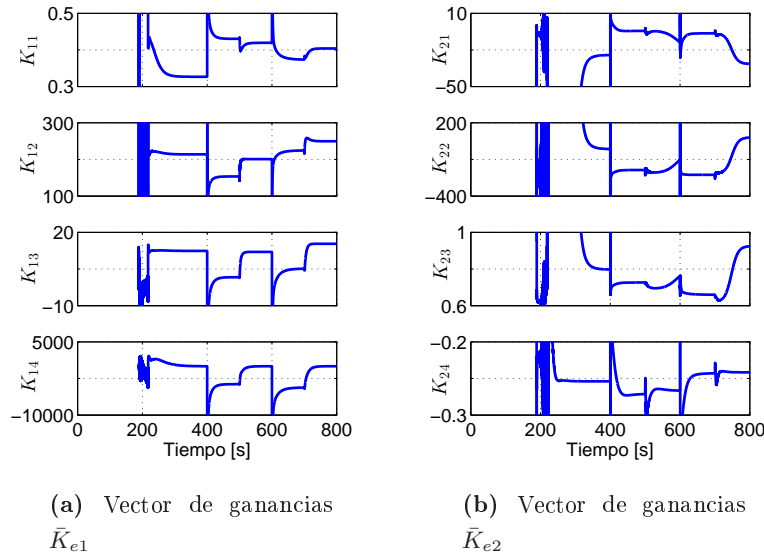 0.5
K11
0.3
300
K12
100
20
K13
−10
5000
K14
−10000
0 200 400 600 800
Tiempo [s]
(a) Vector de ganancias
K̄e1
10
K21
−50
200
K22
−400
1
K23
0.6
−0.2
K24
−0.3
0 200 400 600 800
Tiempo [s]
(b) Vector de ganancias
K̄e2